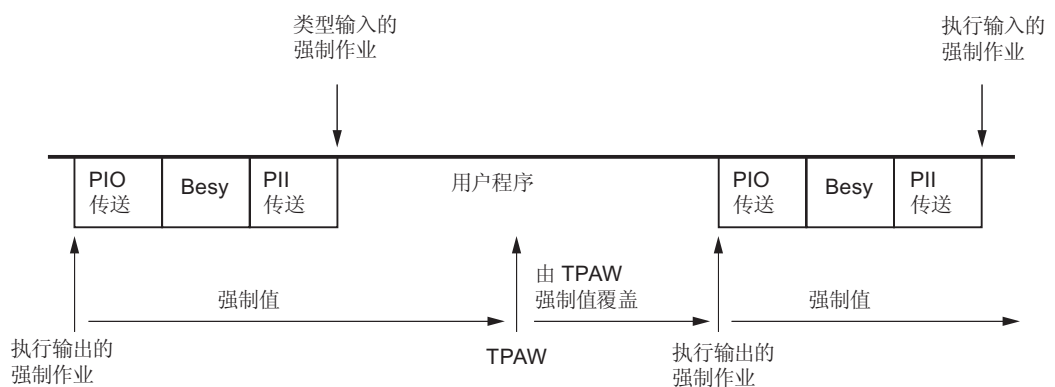 类型输入的
强制作业
执行输入的
强制作业
PIO
传送
Besy
PII
传送
用户程序
PIO
传送
Besy
PII
传送
强制值
由 TPAW
强制值覆盖
强制值
执行输出的
强制作业
TPAW
执行输出的
强制作业